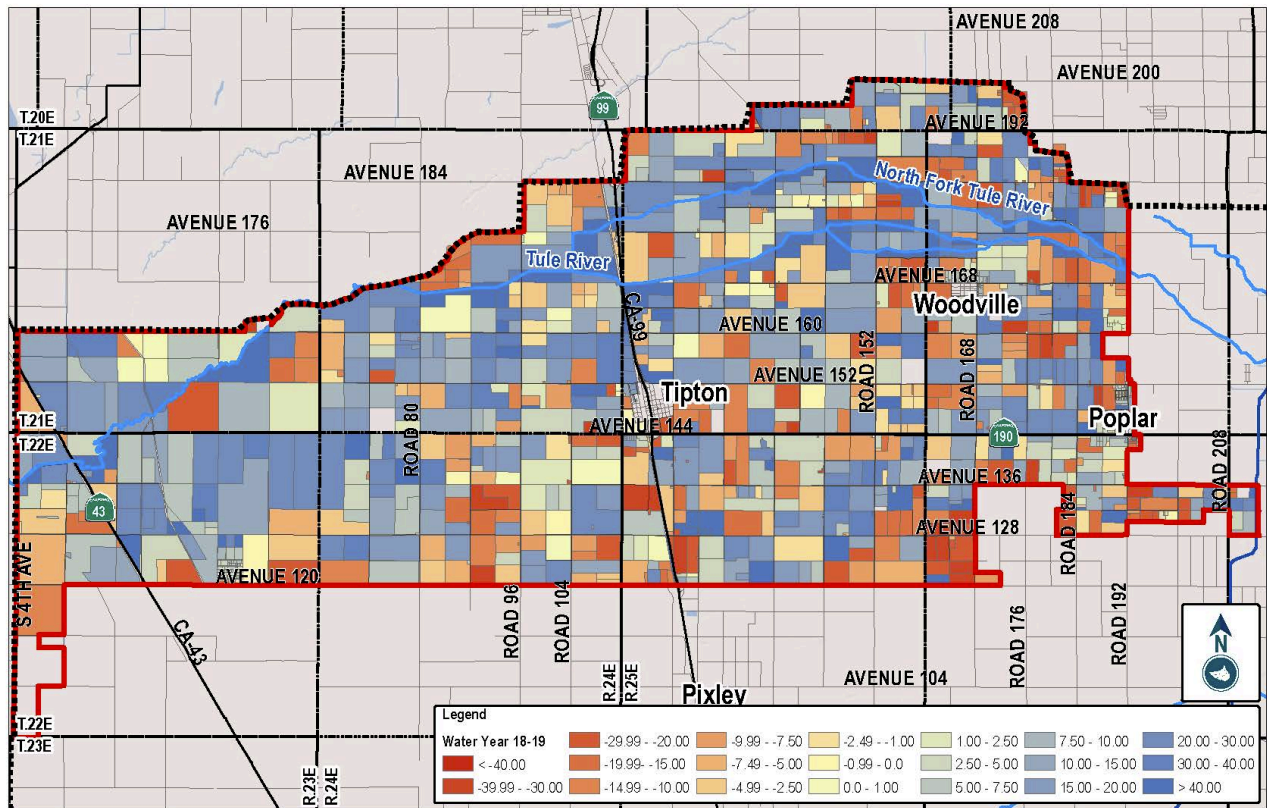 AVENUE 208
AVENUE 200
99
T.20E
T.21E
AVENUE 192
AVENUE 184
North Fork Tule River
AVENUE 176
Tule River
AVENUE 168
Woodville
CA-99
AVENUE 160
ROAD 152
ROAD 168
AVENUE 152
Tipton
ROAD 80
Poplar
T.21E
T.22E
AVENUE 144
190
ROAD 208
AVENUE 136
43
ROAD 184
AVENUE 128
S 4TH AVE
AVENUE 120
ROAD 96
ROAD 104
ROAD 176
ROAD 192
CA-43
N
R.24E
R.25E
AVENUE 104
Pixley
T.22E
T.23E
R.23E
R.24E
Legend
Water Year 18-19
< -40.00
-39.99 - -30.00
-29.99 - -20.00
-19.99 - -15.00
-14.99 - -10.00
-9.99 - -7.50
-7.49 - -5.00
-4.99 - -2.50
-2.49 - -1.00
-0.99 - 0.0
0.0 - 1.00
1.00 - 2.50
2.50 - 5.00
5.00 - 7.50
7.50 - 10.00
10.00 - 15.00
15.00 - 20.00
20.00 - 30.00
30.00 - 40.00
> 40.00